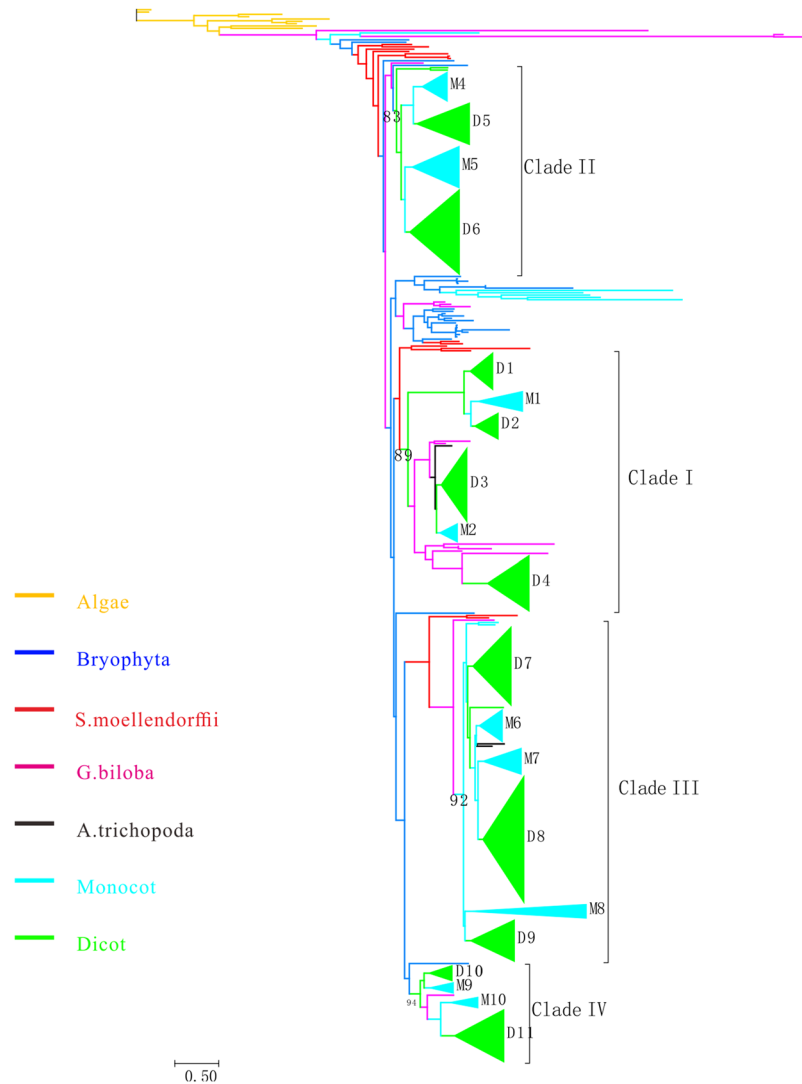 M4
83
D5
M5
Clade II
D6
D1
M1
D2
89
D3
Clade I
M2
D4
Algae
Bryophyta
D7
S.moellendorffii
M6
M7
G.biloba
Clade III
92
A.trichopoda
D8
Monocot
M8
Dicot
D9
D10
M9
94
M10
Clade IV
D11
0.50